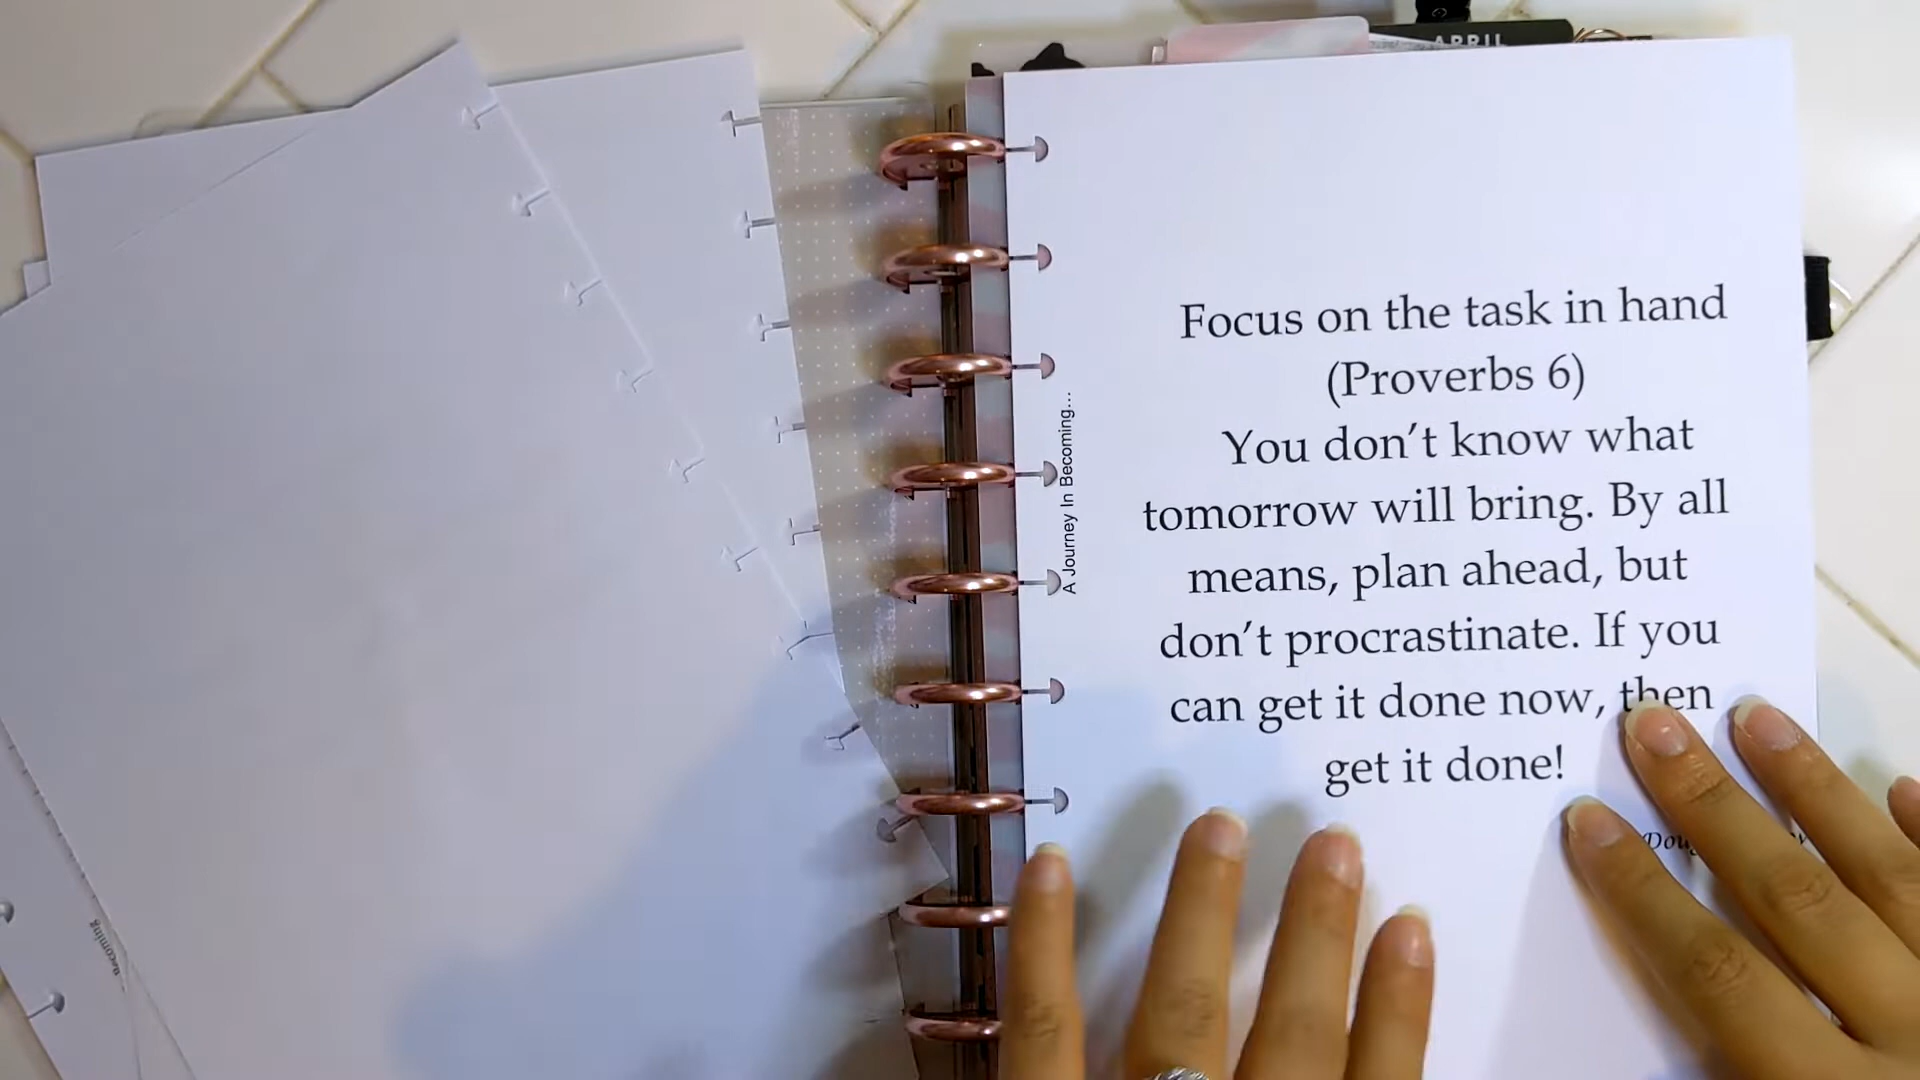 APRIL
A Journey In Becoming...
Focus on the task in hand
(Proverbs 6)
You don't know what
tomorrow will bring. By all
means, plan ahead, but
don't procrastinate. If you
can get it done now, then
get it done!
Becoming